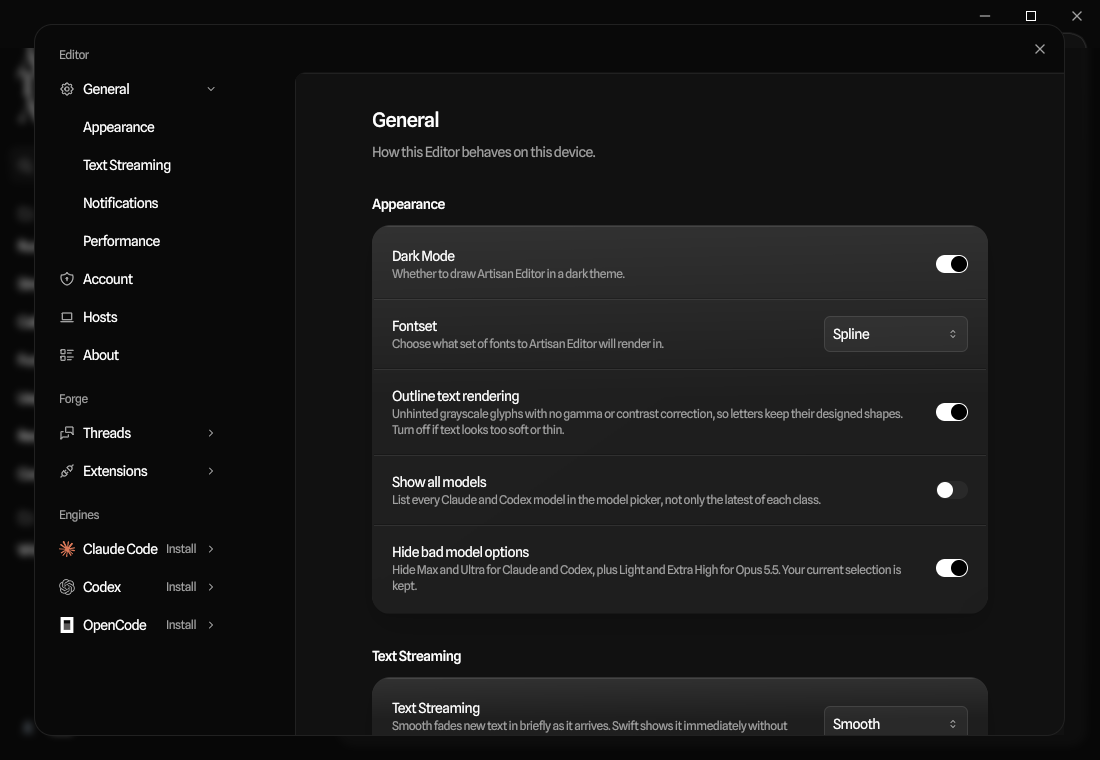 Editor
General
Appearance
Text Streaming
Notifications
Performance
Account
Hosts
About
Forge
Threads
Extensions
Engines
Claude Code Install
Codex Install
OpenCode Install
General
How this Editor behaves on this device.
Appearance
Dark Mode
Whether to draw Artisan Editor in a dark theme.
Fontset
Choose what set of fonts to Artisan Editor will render in.
Spline
Outline text rendering
Unhinted grayscale glyphs with no gamma or contrast correction, so letters keep their designed shapes.
Turn off if text looks too soft or thin.
Show all models
List every Claude and Codex model in the model picker, not only the latest of each class.
Hide bad model options
Hide Max and Ultra for Claude and Codex, plus Light and Extra High for Opus 5.5. Your current selection is
kept.
Text Streaming
Text Streaming
Smooth fades new text in briefly as it arrives. Swift shows it immediately without
Smooth